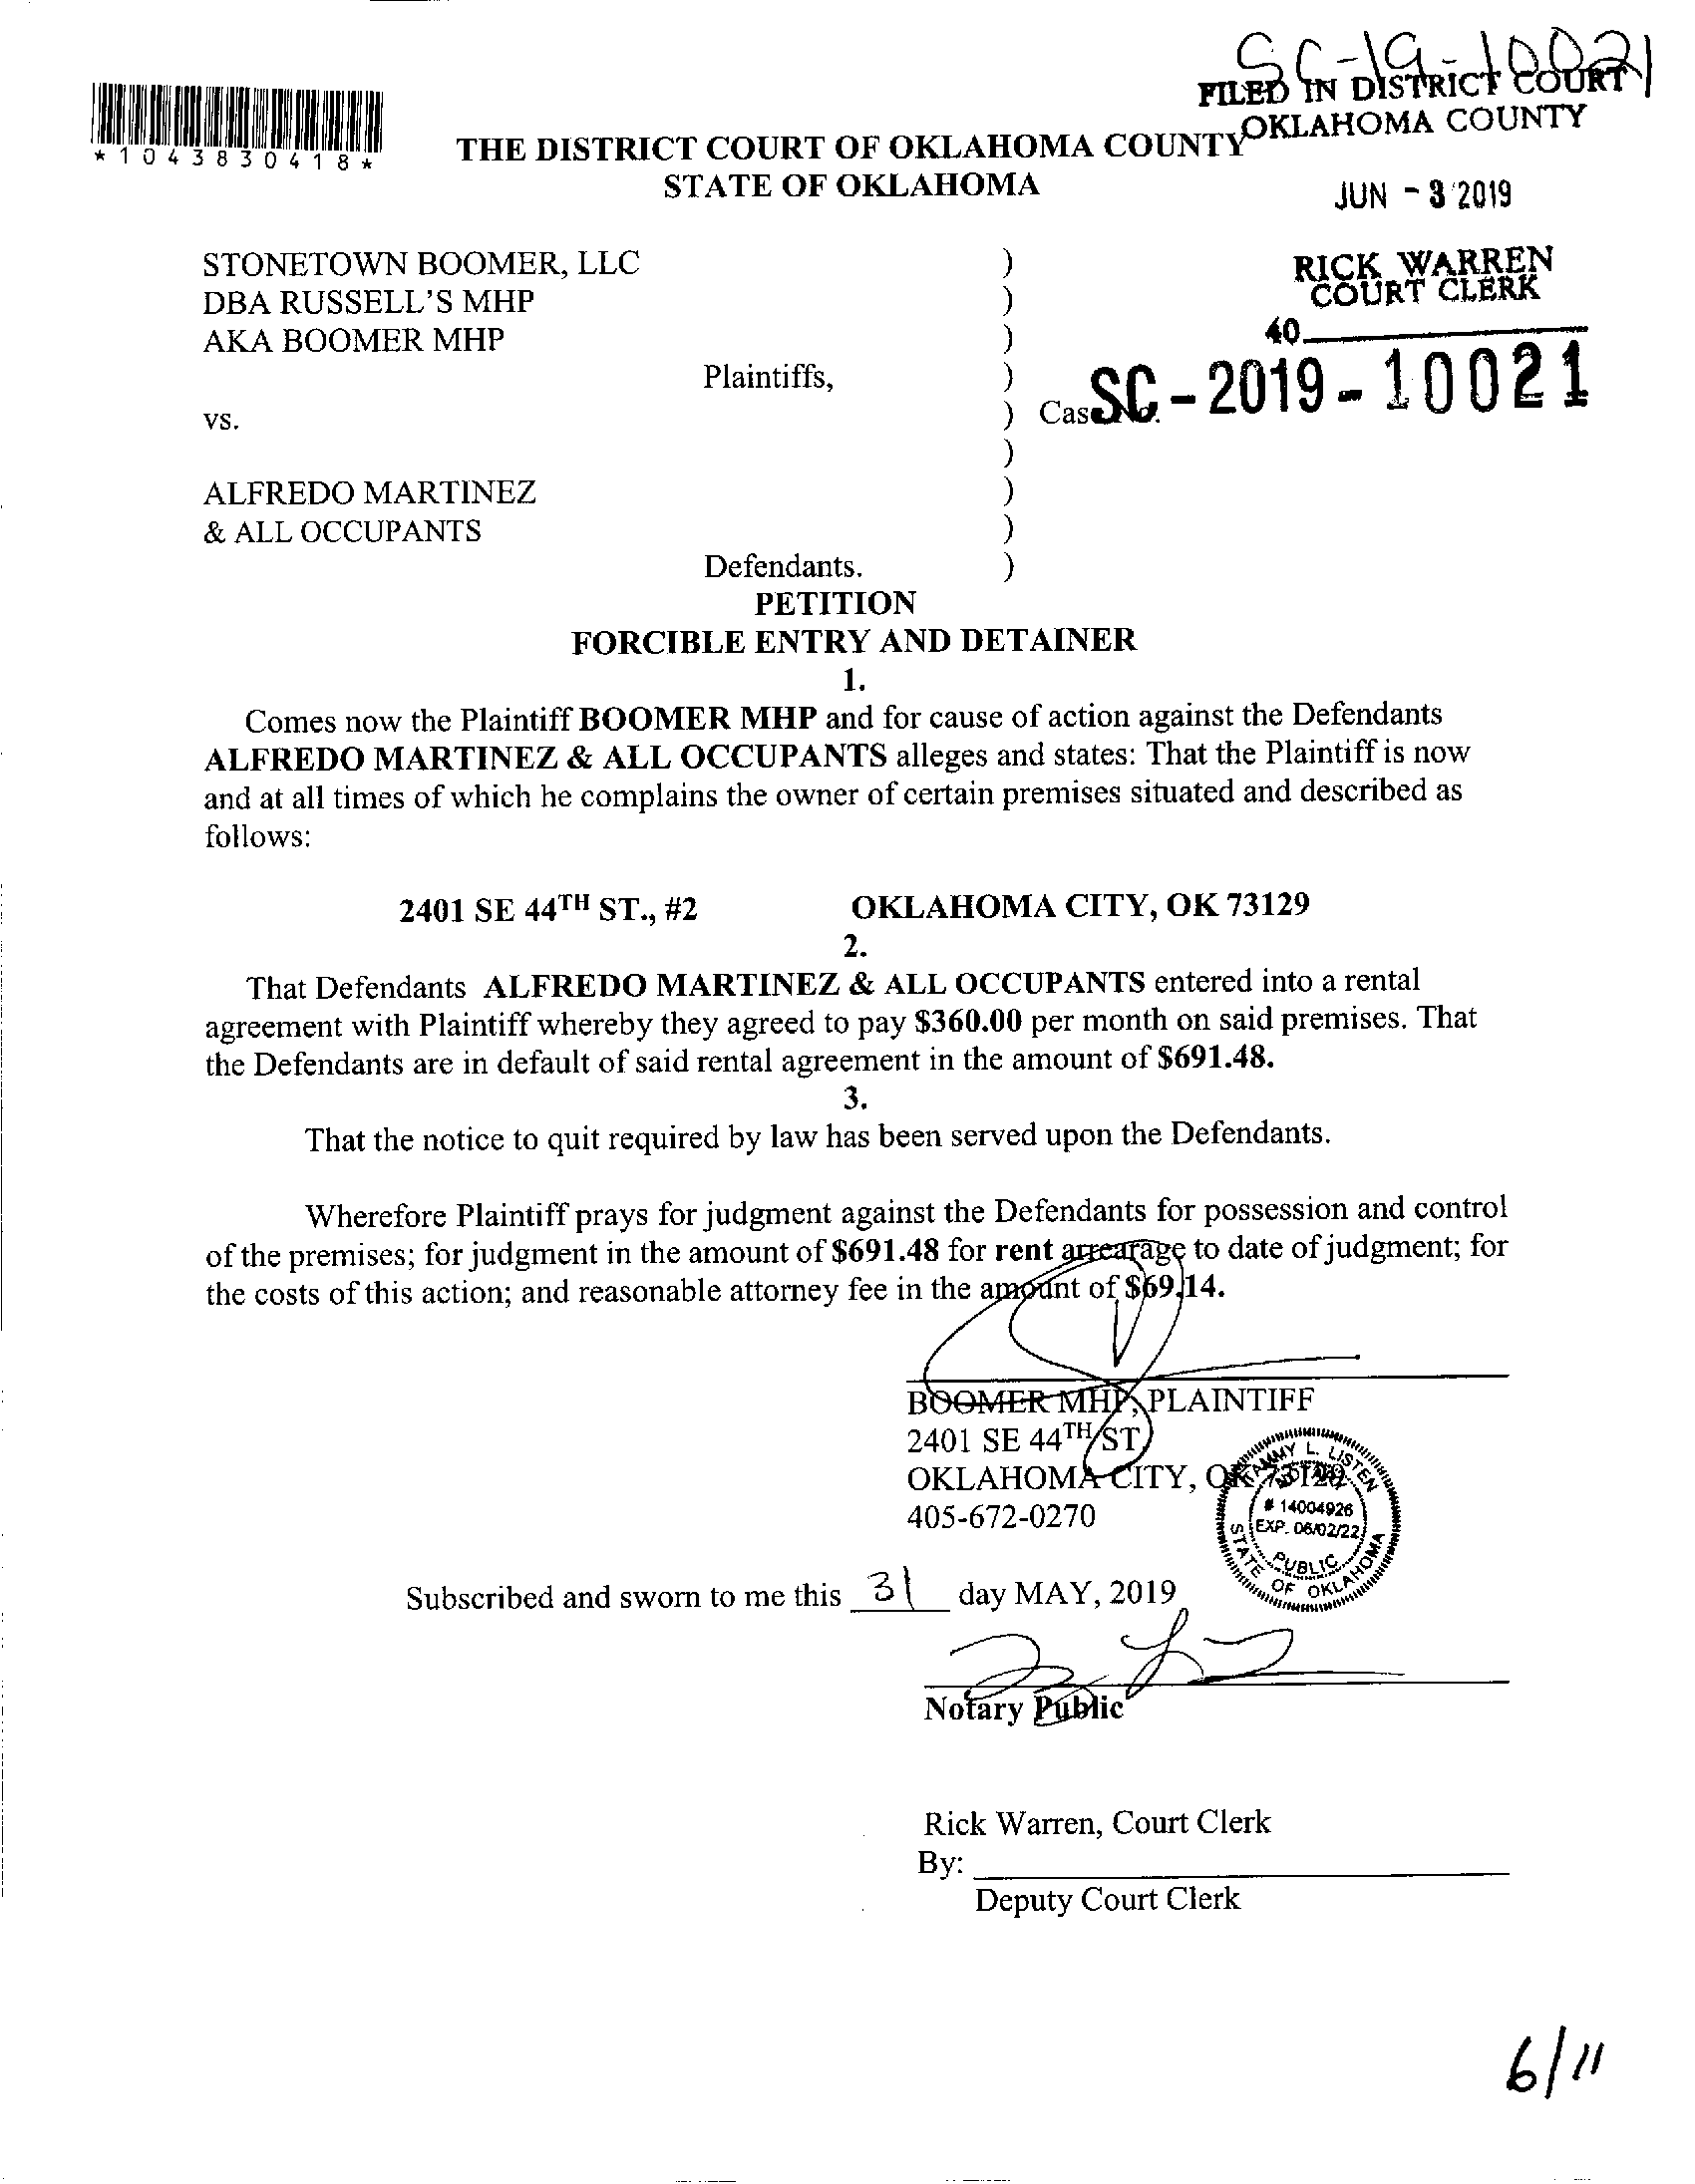 SC-19-10021
FILED IN DISTRICT COURT
OKLAHOMA COUNTY
*1043830418*
THE DISTRICT COURT OF OKLAHOMA COUNTY
STATE OF OKLAHOMA
JUN - 3 2019
STONETOWN BOOMER, LLC )
DBA RUSSELL'S MHP )
AKA BOOMER MHP )
RICK WARREN
COURT CLERK
40
Plaintiffs, )
vs. ) Case No. SC-2019-10021
)
ALFREDO MARTINEZ )
& ALL OCCUPANTS )
Defendants. )
PETITION
FORCIBLE ENTRY AND DETAINER
1.
Comes now the Plaintiff BOOMER MHP and for cause of action against the Defendants
ALFREDO MARTINEZ & ALL OCCUPANTS alleges and states: That the Plaintiff is now
and at all times of which he complains the owner of certain premises situated and described as
follows:
2401 SE 44TH ST., #2 OKLAHOMA CITY, OK 73129
2.
That Defendants ALFREDO MARTINEZ & ALL OCCUPANTS entered into a rental
agreement with Plaintiff whereby they agreed to pay $360.00 per month on said premises. That
the Defendants are in default of said rental agreement in the amount of $691.48.
3.
That the notice to quit required by law has been served upon the Defendants.
Wherefore Plaintiff prays for judgment against the Defendants for possession and control
of the premises; for judgment in the amount of $691.48 for rent arrearage to date of judgment; for
the costs of this action; and reasonable attorney fee in the amount of $69.14.
BOOMER MHP, PLAINTIFF
2401 SE 44TH ST
OKLAHOMA CITY, OK 73129
405-672-0270
TAMMY L. LISTEN
NOTARY
# 14004926
EXP. 06/02/22
PUBLIC
STATE OF OKLAHOMA
Subscribed and sworn to me this 31 day MAY, 2019
Notary Public
Rick Warren, Court Clerk
By:
Deputy Court Clerk
6/11